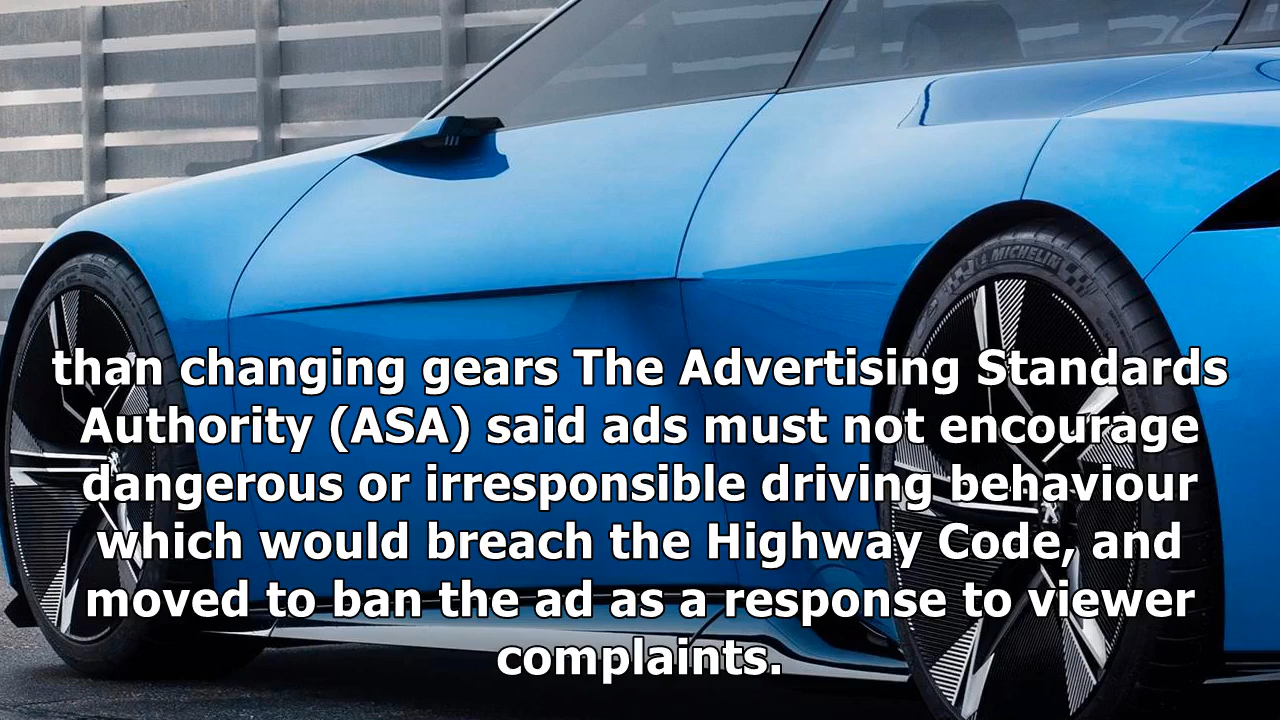 MICHELIN
than changing gears The Advertising Standards
Authority (ASA) said ads must not encourage
dangerous or irresponsible driving behaviour
which would breach the Highway Code, and
moved to ban the ad as a response to viewer
complaints.